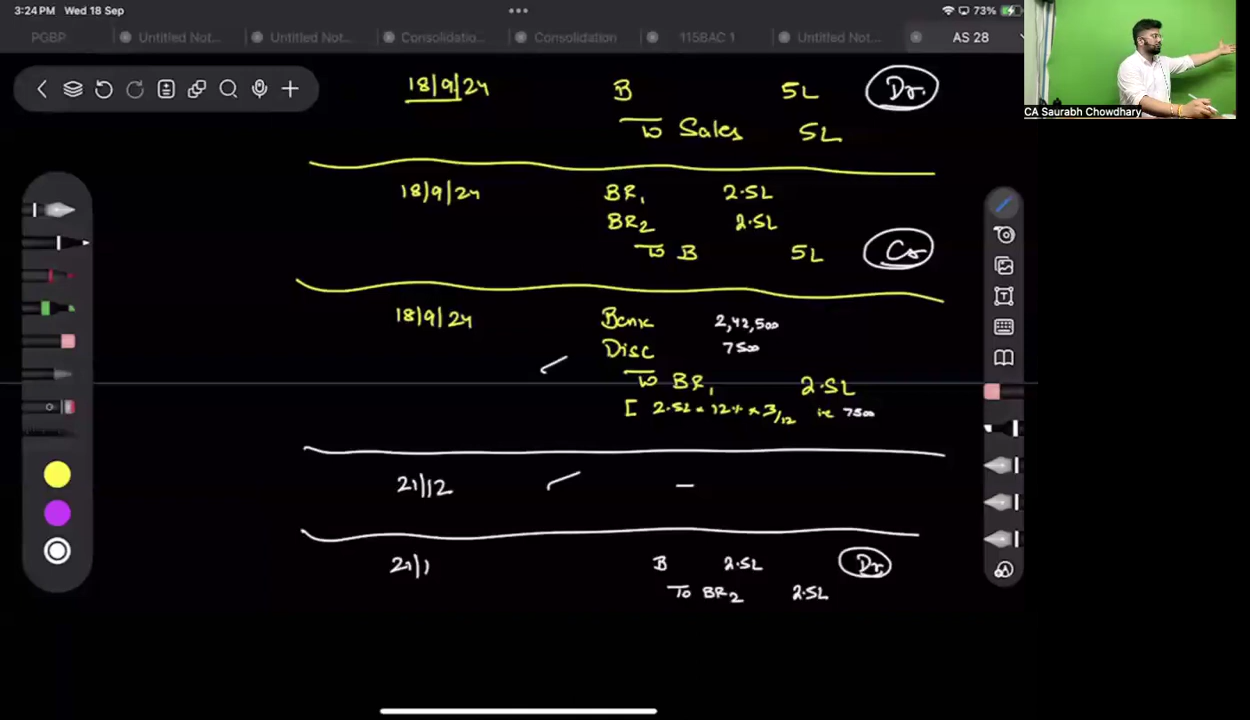 3:24 PM Wed 18 Sep
73%
PGBP
Untitled Not...
Untitled Not...
Consolidatio...
Consolidation
115BAC 1
Untitled Not...
AS 28
CA Saurabh Chowdhary
18/9/24 B 5L Dr.
To Sales 5L
18/9/24 BR1 2.5L
BR2 2.5L
To B 5L Cr
18/9/24 Bank 2,42,500
Disc 7500
To BR1 2.5L
[ 2.5L x 12% x 3/12 ie 7500
21/12 —
21/1 B 2.5L Dr.
To BR2 2.5L